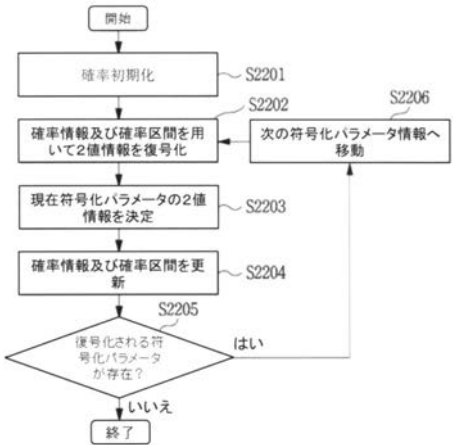 開始
確率初期化
S2201
S2202
S2206
確率情報及び確率区間を用
いて2値情報を復号化
次の符号化パラメータ情報へ
移動
現在符号化パラメータの2値
情報を決定
S2203
確率情報及び確率区間を更
新
S2204
S2205
復号化される符
号化パラメータ
が存在?
はい
いいえ
終了